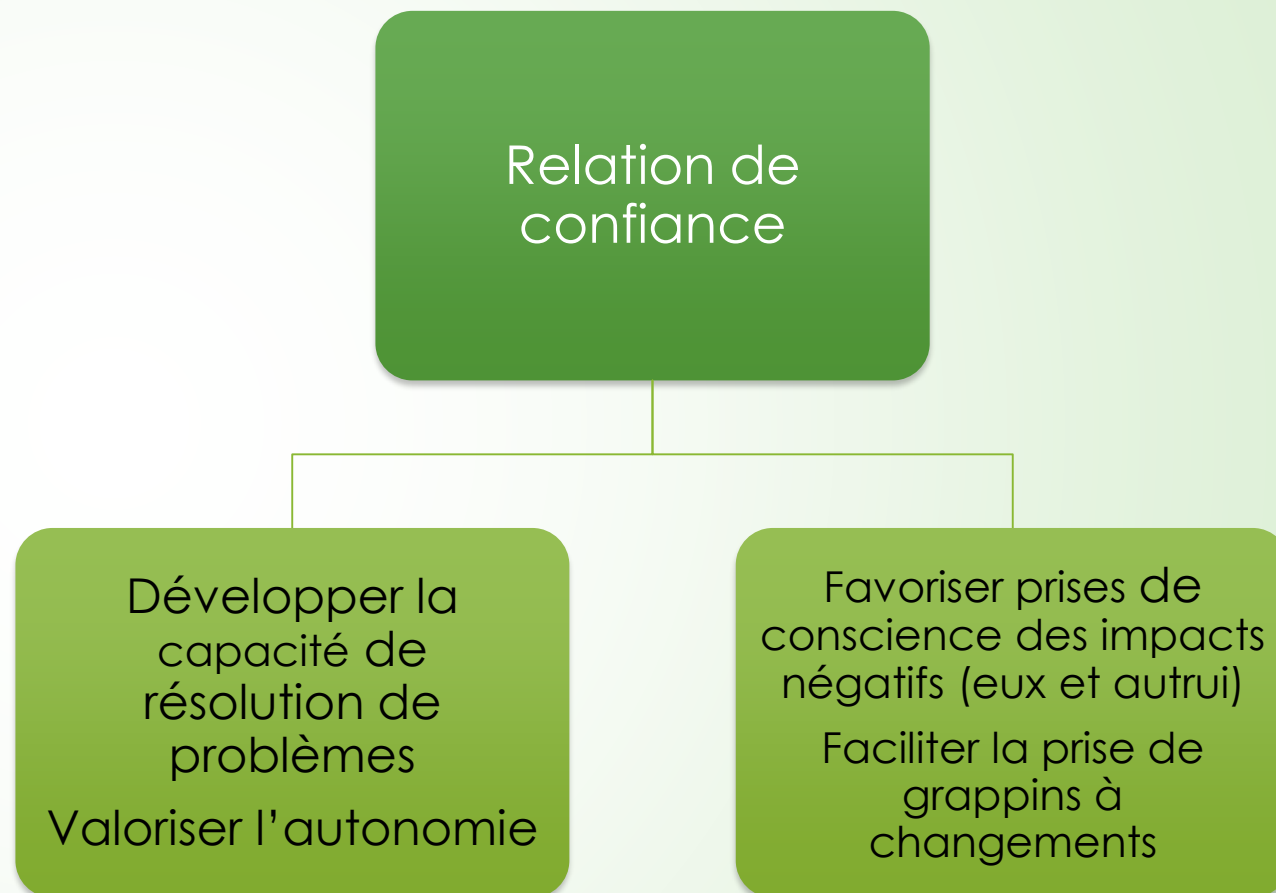 Relation de
confiance
Développer la
capacité de
résolution de
problèmes
Valoriser l’autonomie
Favoriser prises de
conscience des impacts
négatifs (eux et autrui)
Faciliter la prise de
grappins à
changements